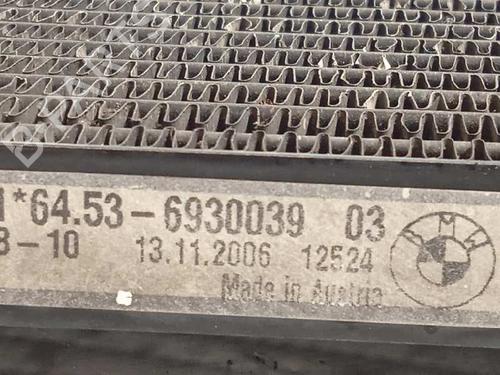 *64.53-6930039 03
-10 13.11.2006 12524
Made in Austria
BMW